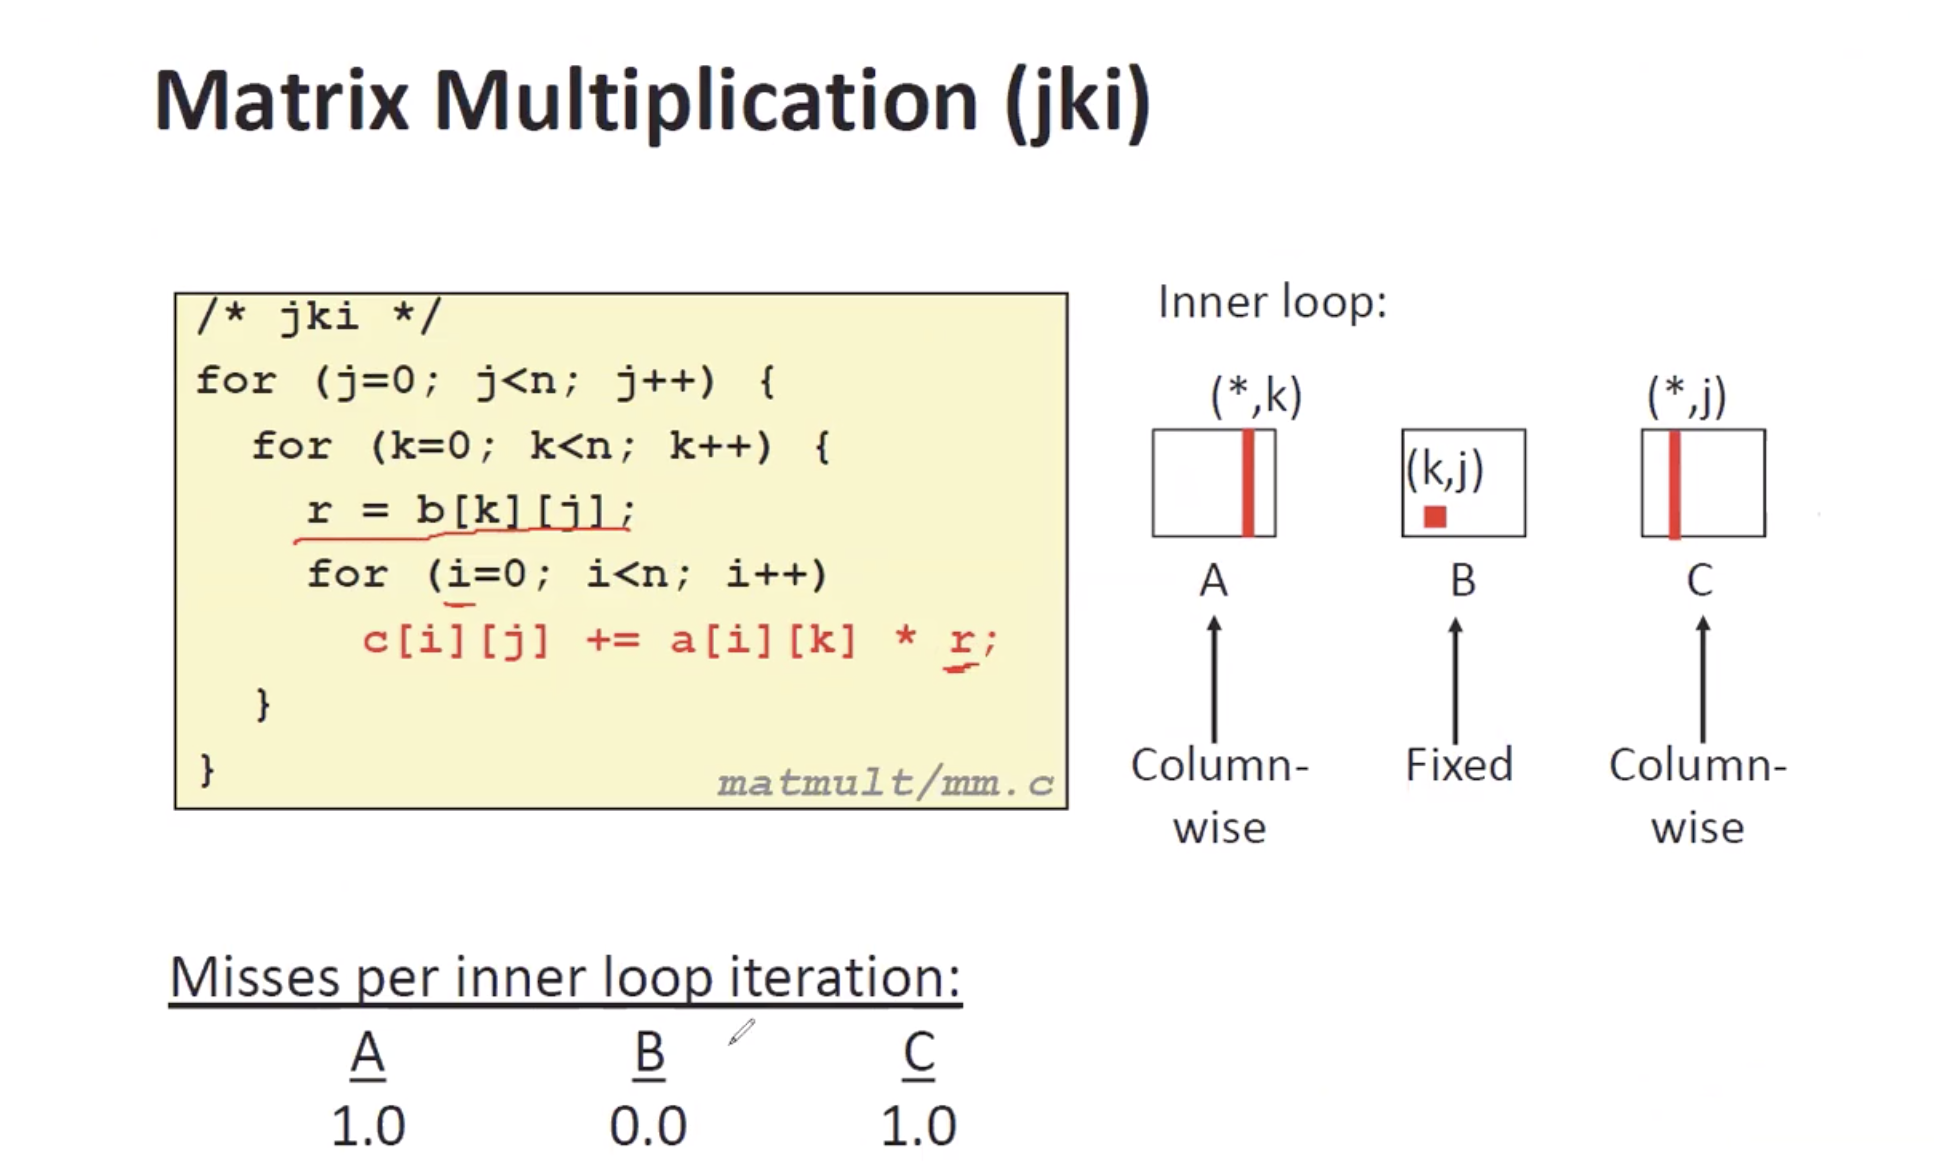 Matrix Multiplication (jki)
/* jki */
for (j=0; j<n; j++) {
for (k=0; k<n; k++) {
r = b[k][j];
for (i=0; i<n; i++)
c[i][j] += a[i][k] * r;
}
}
matmult/mm.c
Inner loop:
(*,k)
(k,j)
(*,j)
A
B
C
Column-
wise
Fixed
Column-
wise
Misses per inner loop iteration:
A B C
1.0 0.0 1.0